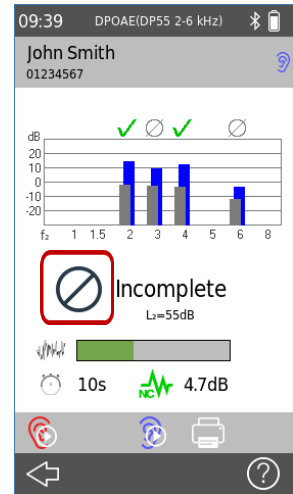 09:39 DPOAE(DP55 2-6 kHz)
John Smith
01234567
dB
20
10
0
-10
-20
f₂ 1 1.5 2 3 4 5 6 8
Incomplete
L₂=55dB
10s NC 4.7dB
?